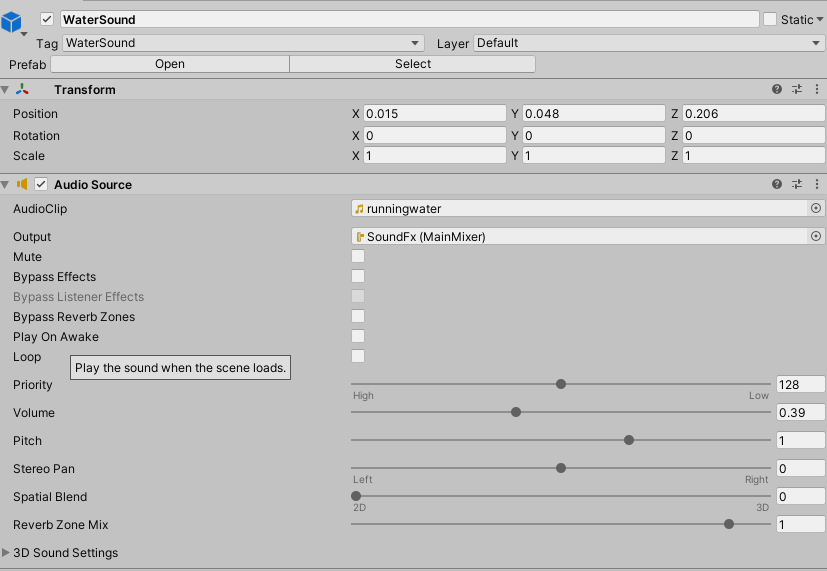 WaterSound Static
Tag WaterSound Layer Default
Prefab Open Select
Transform
Position X 0.015 Y 0.048 Z 0.206
Rotation X 0 Y 0 Z 0
Scale X 1 Y 1 Z 1
Audio Source
AudioClip runningwater
Output SoundFx (MainMixer)
Mute
Bypass Effects
Bypass Listener Effects
Bypass Reverb Zones
Play On Awake
Loop
Play the sound when the scene loads.
Priority 128
High Low
Volume 0.39
Pitch 1
Stereo Pan 0
Left Right
Spatial Blend 0
2D 3D
Reverb Zone Mix 1
3D Sound Settings